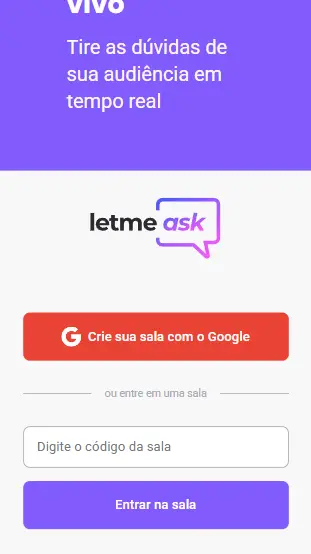 vivo
Tire as dúvidas de
sua audiência em
tempo real
letme ask
Crie sua sala com o Google
ou entre em uma sala
Digite o código da sala
Entrar na sala